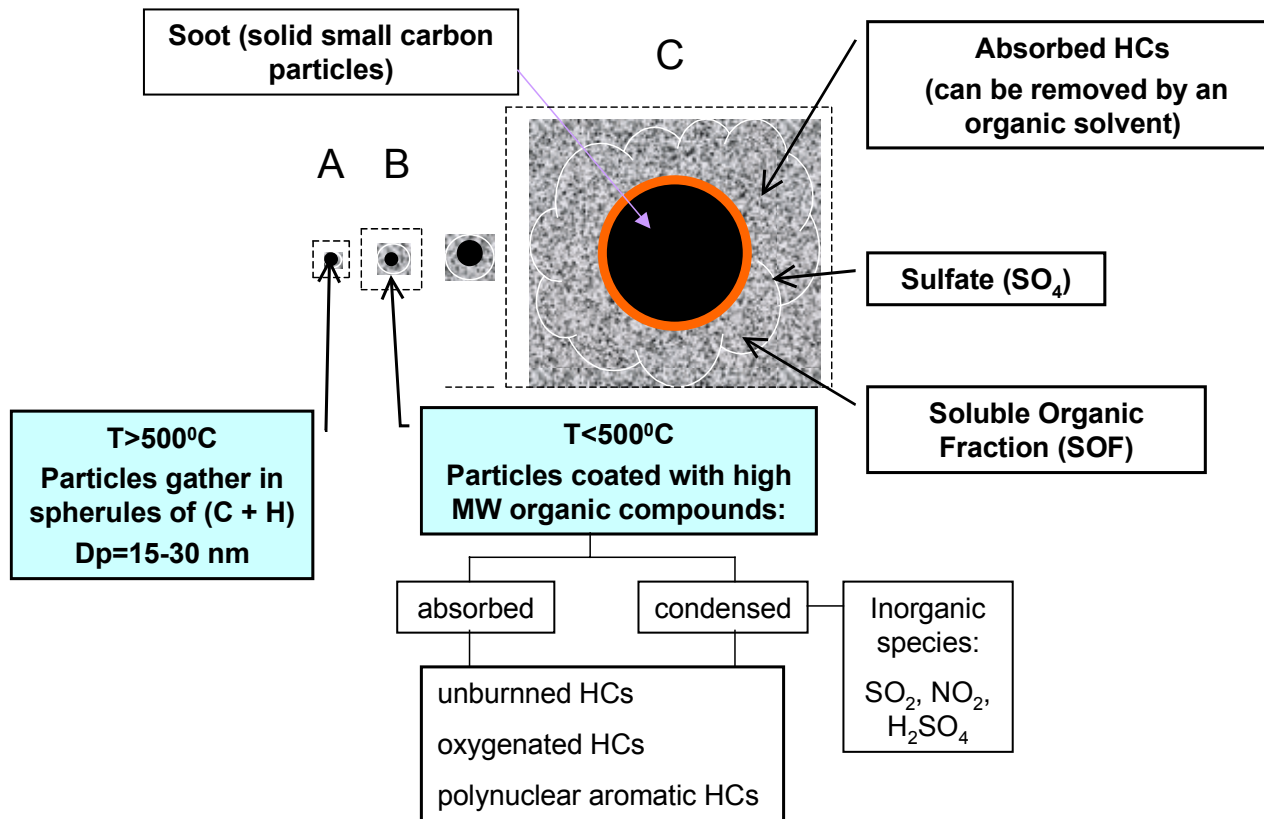 Soot (solid small carbon
particles)
C
Absorbed HCs
(can be removed by an
organic solvent)
A
B
Sulfate (SO₄)
Soluble Organic
Fraction (SOF)
T>500⁰C
Particles gather in
spherules of (C + H)
Dp=15-30 nm
T<500⁰C
Particles coated with high
MW organic compounds:
absorbed
condensed
Inorganic
species:
SO₂, NO₂,
H₂SO₄
unburnned HCs
oxygenated HCs
polynuclear aromatic HCs